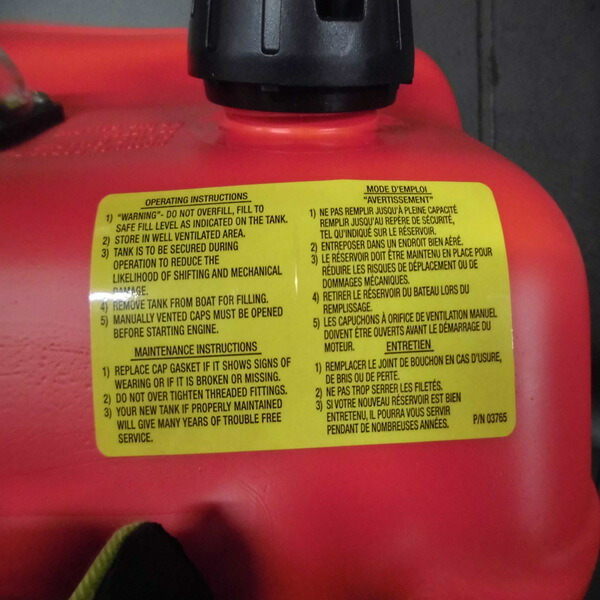 OPERATING INSTRUCTIONS
1) "WARNING"- DO NOT OVERFILL, FILL TO
SAFE FILL LEVEL AS INDICATED ON THE TANK.
2) STORE IN WELL VENTILATED AREA.
3) TANK IS TO BE SECURED DURING
OPERATION TO REDUCE THE
LIKELIHOOD OF SHIFTING AND MECHANICAL
DAMAGE.
4) REMOVE TANK FROM BOAT FOR FILLING.
5) MANUALLY VENTED CAPS MUST BE OPENED
BEFORE STARTING ENGINE.
MAINTENANCE INSTRUCTIONS
1) REPLACE CAP GASKET IF IT SHOWS SIGNS OF
WEARING OR IF IT IS BROKEN OR MISSING.
2) DO NOT OVER TIGHTEN THREADED FITTINGS.
3) YOUR NEW TANK IF PROPERLY MAINTAINED
WILL GIVE MANY YEARS OF TROUBLE FREE
SERVICE.
MODE D'EMPLOI
"AVERTISSEMENT"
1) NE PAS REMPLIR JUSQU'À PLEINE CAPACITÉ
REMPLIR JUSQU'AU REPÈRE DE SÉCURITÉ,
TEL QU'INDIQUÉ SUR LE RÉSERVOIR.
2) ENTREPOSER DANS UN ENDROIT BIEN AÉRÉ.
3) LE RÉSERVOIR DOIT ÊTRE MAINTENU EN PLACE POUR
RÉDUIRE LES RISQUES DE DÉPLACEMENT OU DE
DOMMAGES MÉCANIQUES.
4) RETIRER LE RÉSERVOIR DU BATEAU LORS DU
REMPLISSAGE.
5) LES CAPUCHONS À ORIFICE DE VENTILATION MANUEL
DOIVENT ÊTRE OUVERTS AVANT LE DÉMARRAGE DU
MOTEUR.
ENTRETIEN
1) REMPLACER LE JOINT DE BOUCHON EN CAS D'USURE,
DE BRIS OU DE PERTE.
2) NE PAS TROP SERRER LES FILETÉS.
3) SI VOTRE NOUVEAU RÉSERVOIR EST BIEN
ENTRETENU, IL POURRA VOUS SERVIR
PENDANT DE NOMBREUSES ANNÉES.
P/N 03765